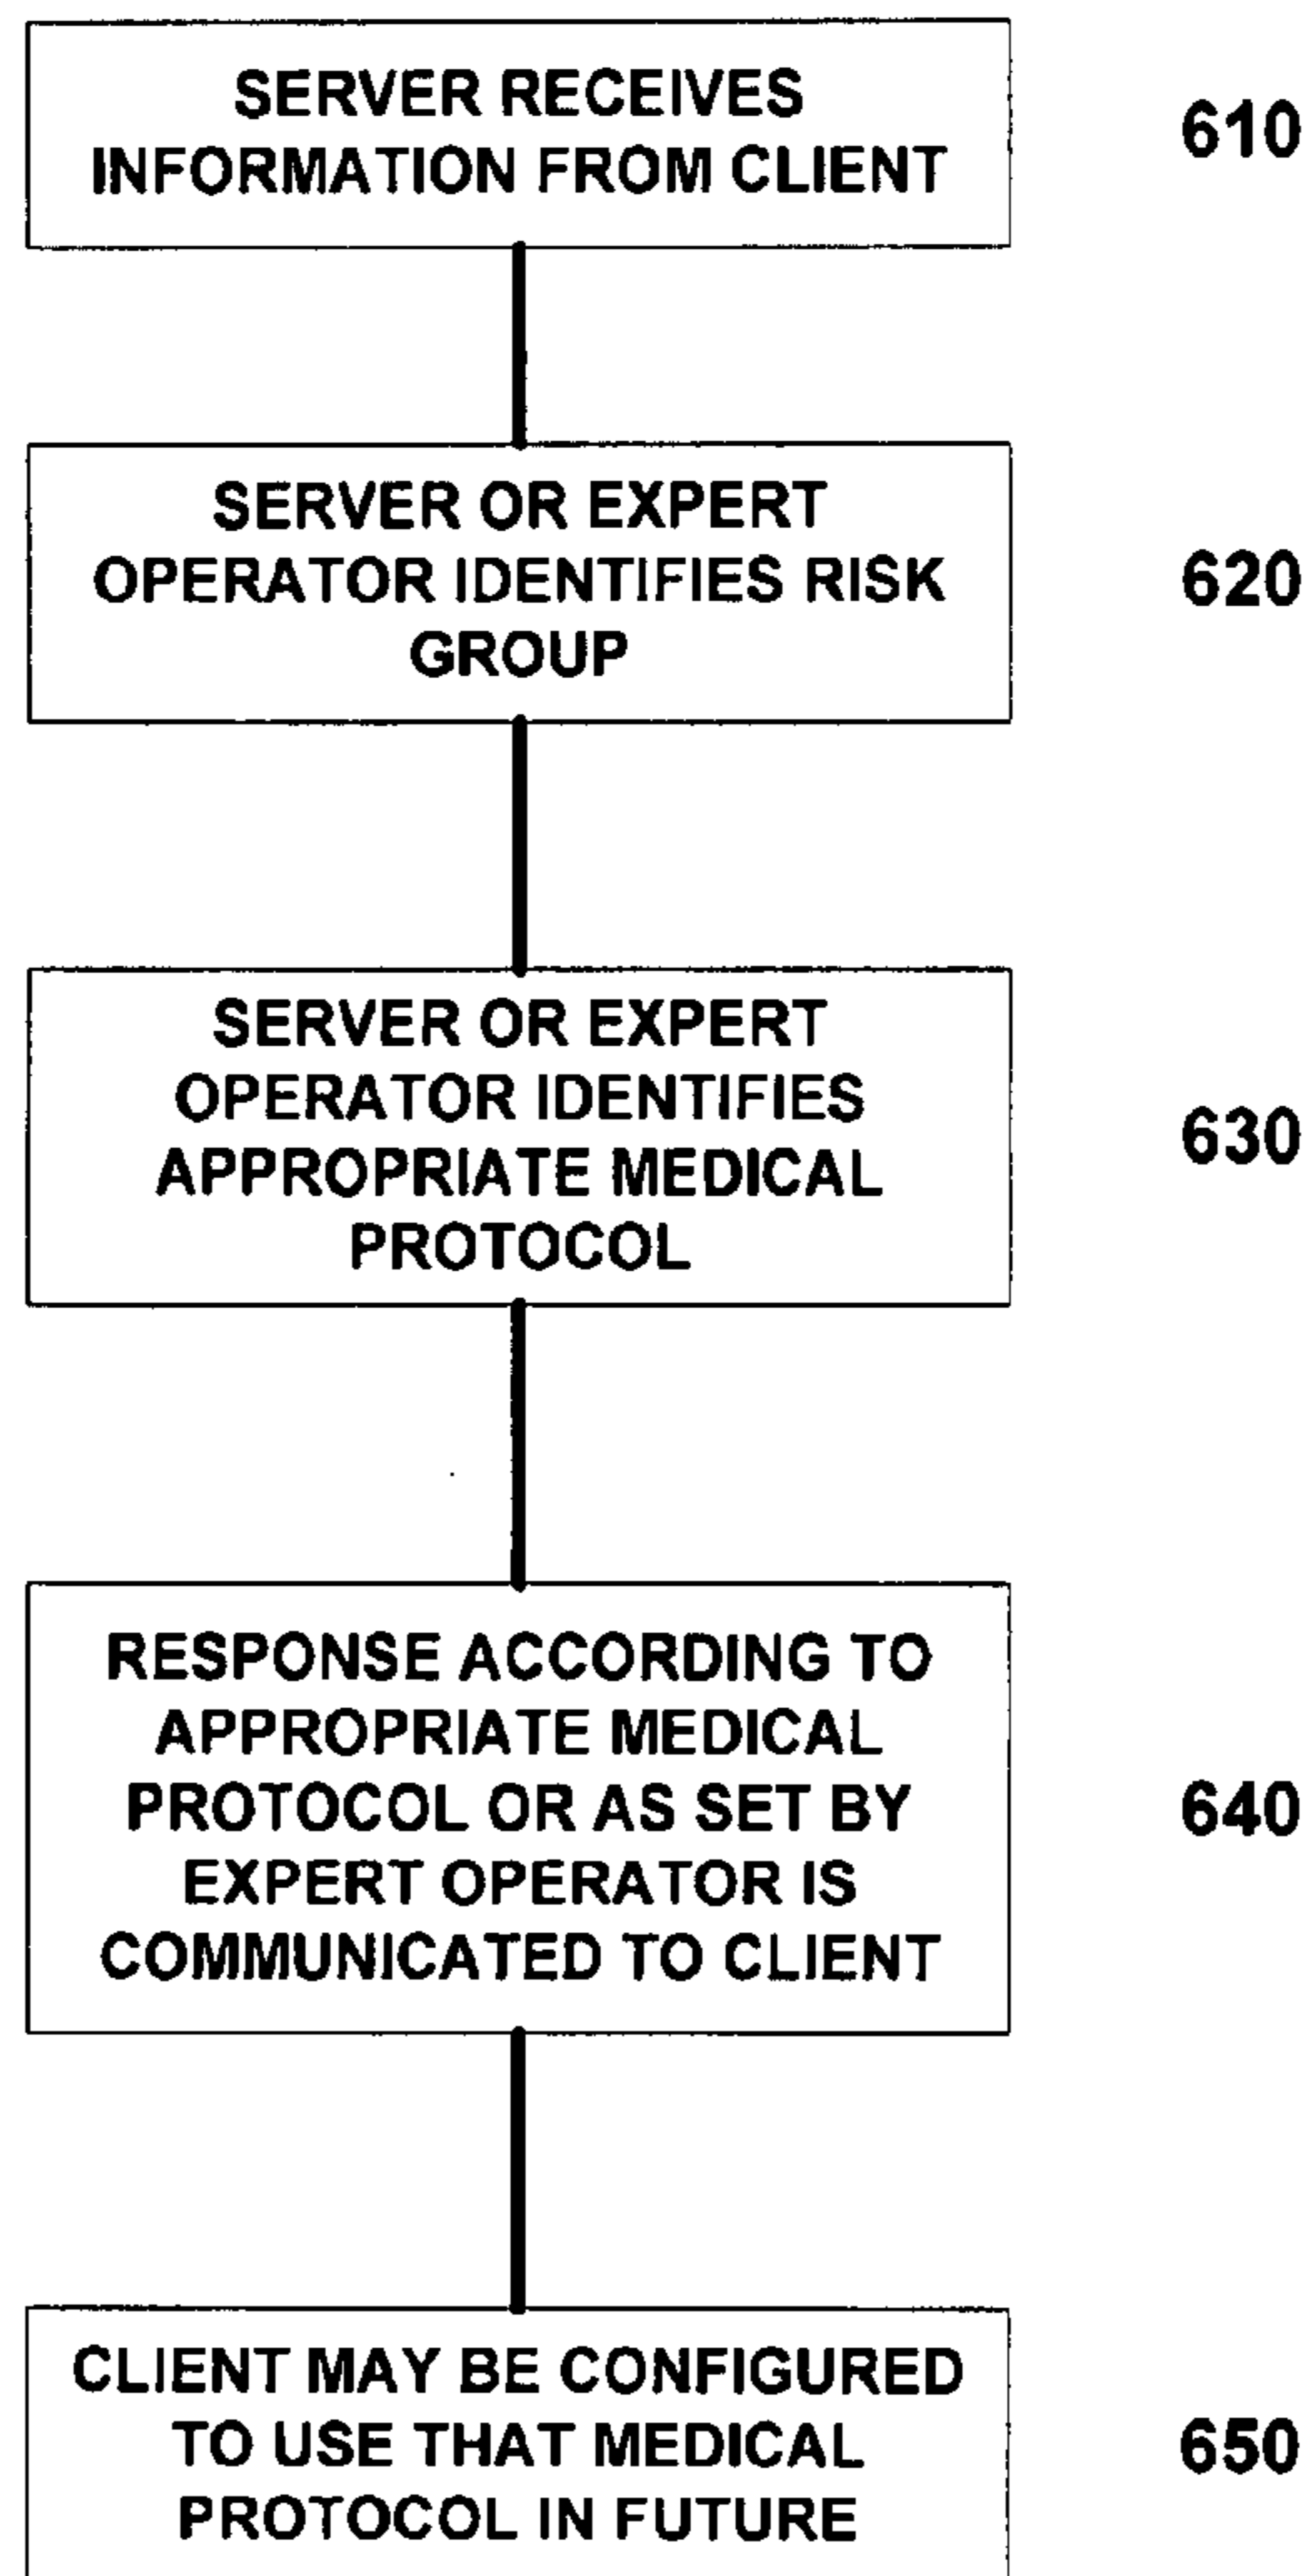 SERVER RECEIVES
INFORMATION FROM CLIENT
610
SERVER OR EXPERT
OPERATOR IDENTIFIES RISK
GROUP
620
SERVER OR EXPERT
OPERATOR IDENTIFIES
APPROPRIATE MEDICAL
PROTOCOL
630
RESPONSE ACCORDING TO
APPROPRIATE MEDICAL
PROTOCOL OR AS SET BY
EXPERT OPERATOR IS
COMMUNICATED TO CLIENT
640
CLIENT MAY BE CONFIGURED
TO USE THAT MEDICAL
PROTOCOL IN FUTURE
650